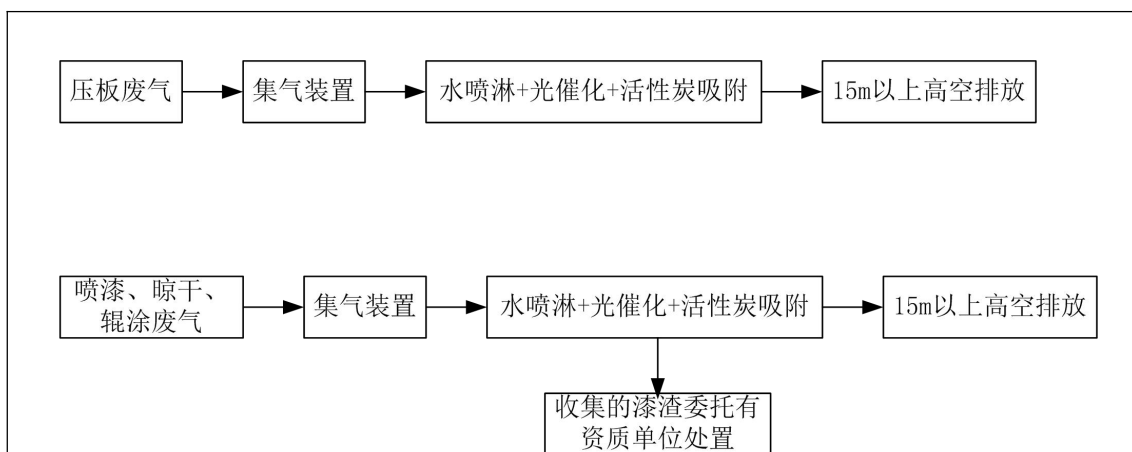 压板废气
集气装置
水喷淋+光催化+活性炭吸附
15m以上高空排放
喷漆、晾干、
辊涂废气
集气装置
水喷淋+光催化+活性炭吸附
15m以上高空排放
收集的漆渣委托有
资质单位处置